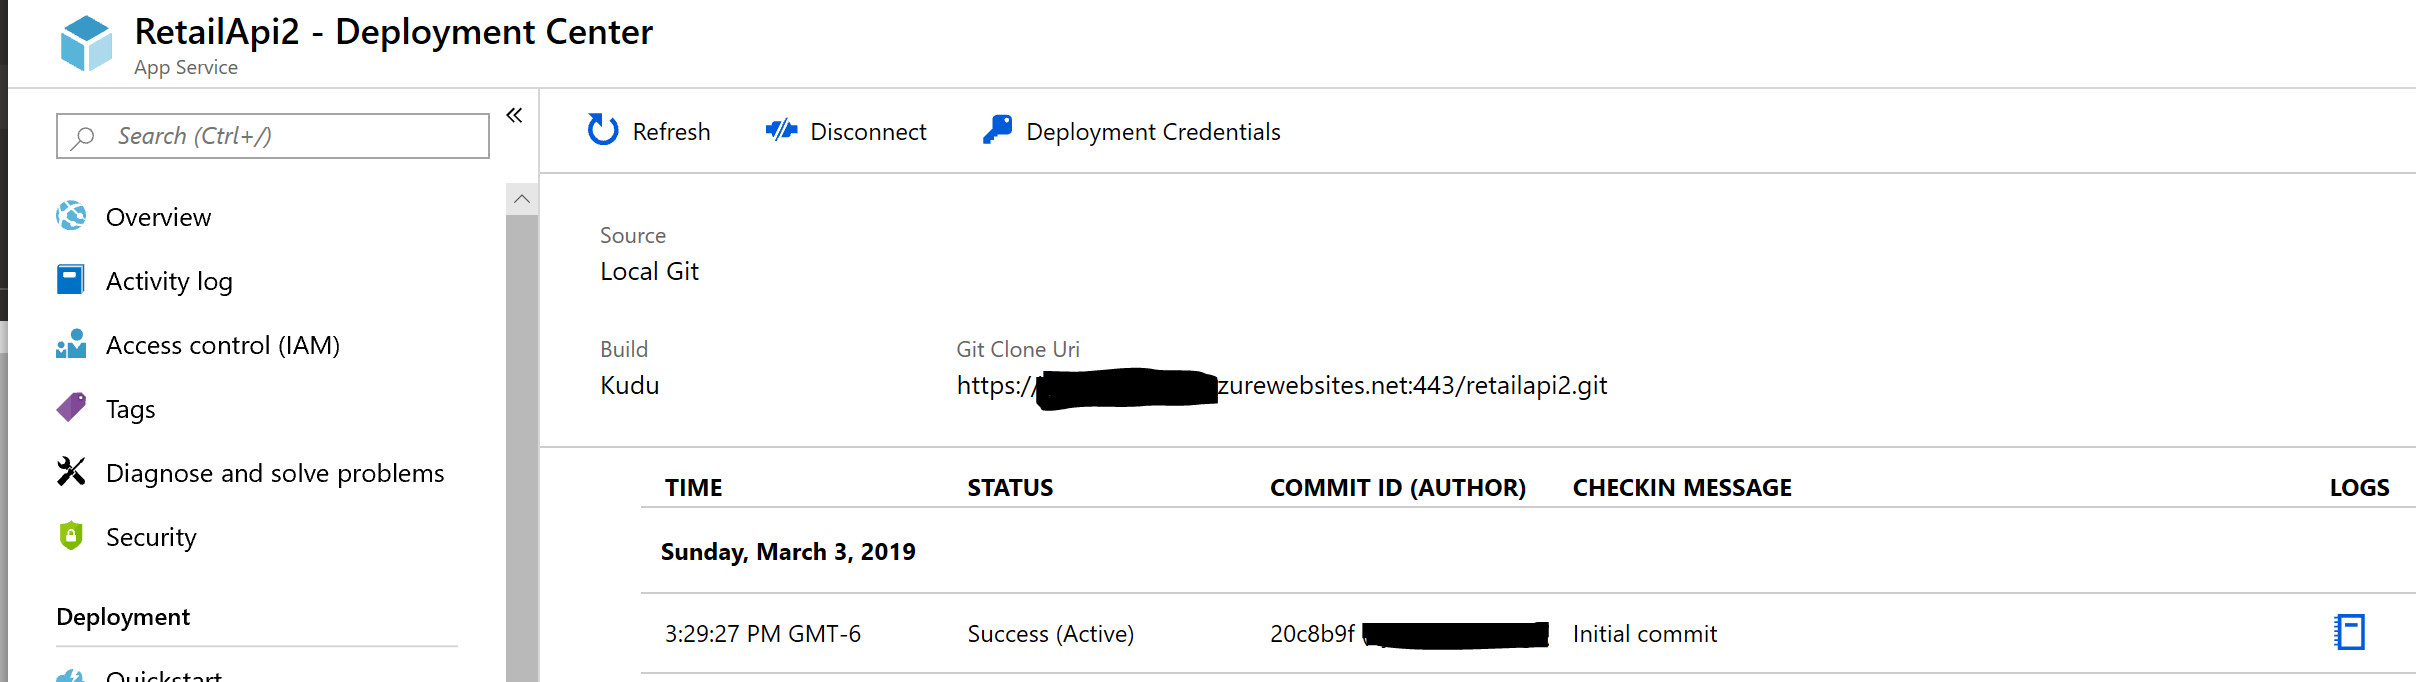 RetailApi2 - Deployment Center
App Service
Search (Ctrl+/)
Overview
Activity log
Access control (IAM)
Tags
Diagnose and solve problems
Security
Deployment
Quickstart
Refresh
Disconnect
Deployment Credentials
Source
Local Git
Build
Kudu
Git Clone Uri
https:// zurewebsites.net:443/retailapi2.git
TIME STATUS COMMIT ID (AUTHOR) CHECKIN MESSAGE LOGS
Sunday, March 3, 2019
3:29:27 PM GMT-6 Success (Active) 20c8b9f Initial commit